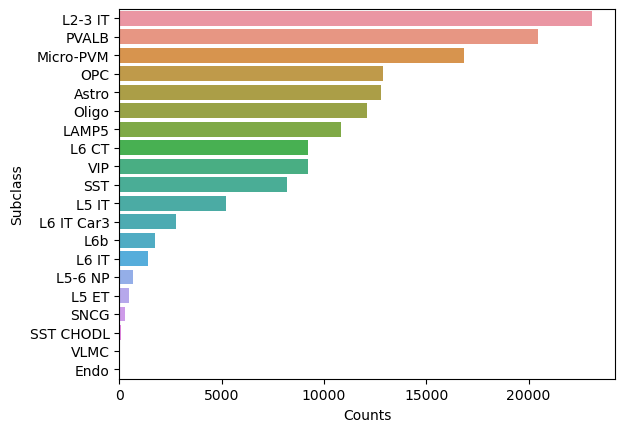 Subclass
L2-3 IT
PVALB
Micro-PVM
OPC
Astro
Oligo
LAMP5
L6 CT
VIP
SST
L5 IT
L6 IT Car3
L6b
L6 IT
L5-6 NP
L5 ET
SNCG
SST CHODL
VLMC
Endo
0 5000 10000 15000 20000
Counts